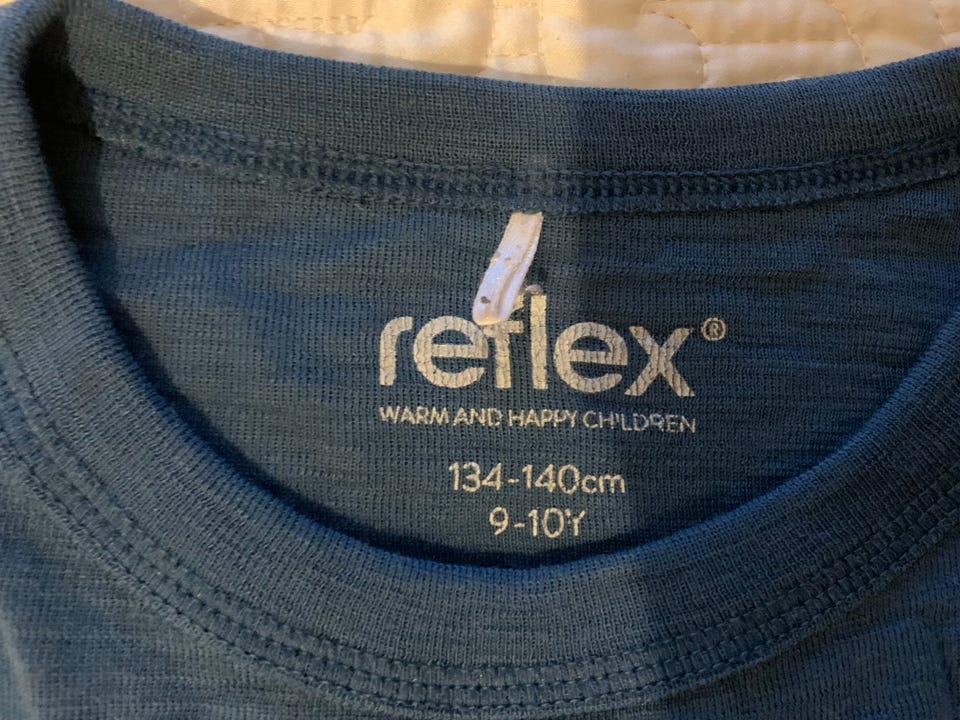 reflex®
WARM AND HAPPY CHILDREN
134-140cm
9-10Y